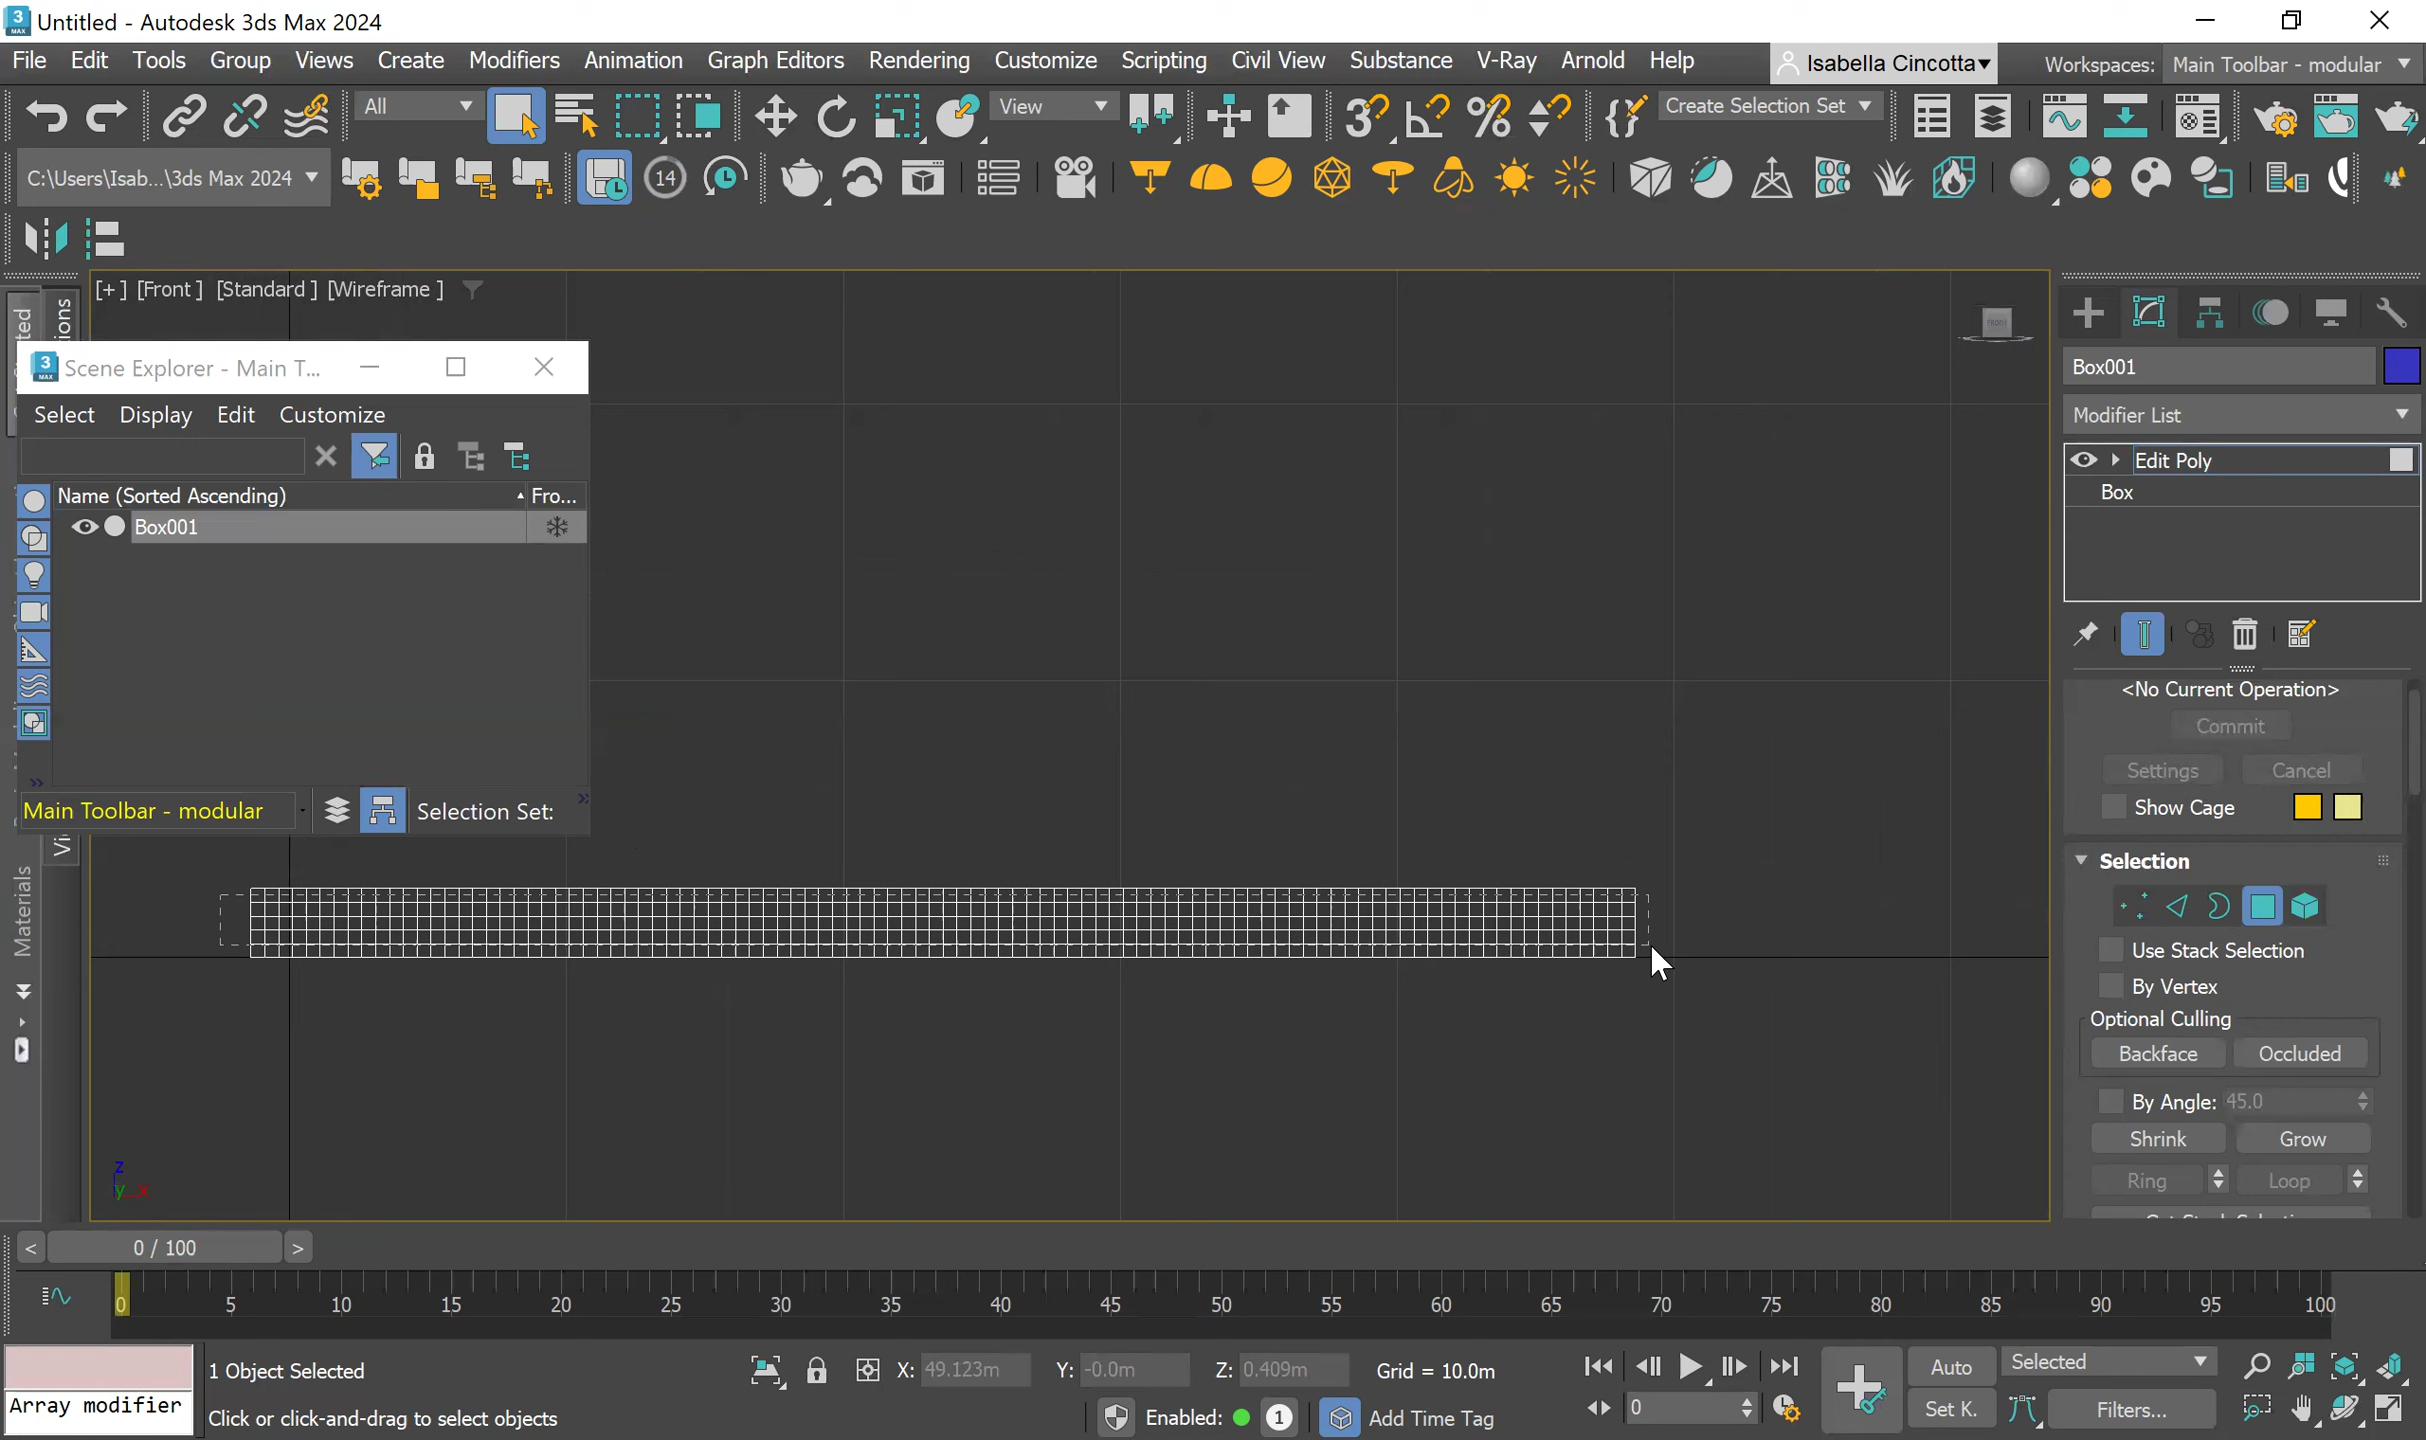 Untitled - Autodesk 3ds Max 2024
File Edit Tools Group Views Create Modifiers Animation Graph Editors Rendering Customize Scripting Civil View Substance V-Ray Arnold Help Isabella Cincotta Workspaces: Main Toolbar - modular
All View Create Selection Set
C:\Users\Isab...\3ds Max 2024 14
[+] [Front] [Standard] [Wireframe]
FRONT
Scene Explorer - Main T...
Box001
Select Display Edit Customize
Modifier List
Edit Poly
Name (Sorted Ascending) Fro...
Box
Box001
<No Current Operation>
Commit
Settings Cancel
Main Toolbar - modular Selection Set:
Show Cage
Selection
Materials
Use Stack Selection
By Vertex
Optional Culling
Backface Occluded
By Angle: 45.0
Shrink Grow
Ring Loop
z
y x
< 0 / 100 >
0 5 10 15 20 25 30 35 40 45 50 55 60 65 70 75 80 85 90 95 100
1 Object Selected X: 49.123m Y: -0.0m Z: 0.409m Grid = 10.0m Auto Selected
Array modifier
Click or click-and-drag to select objects Enabled: 1 Add Time Tag 0 Set K. Filters...